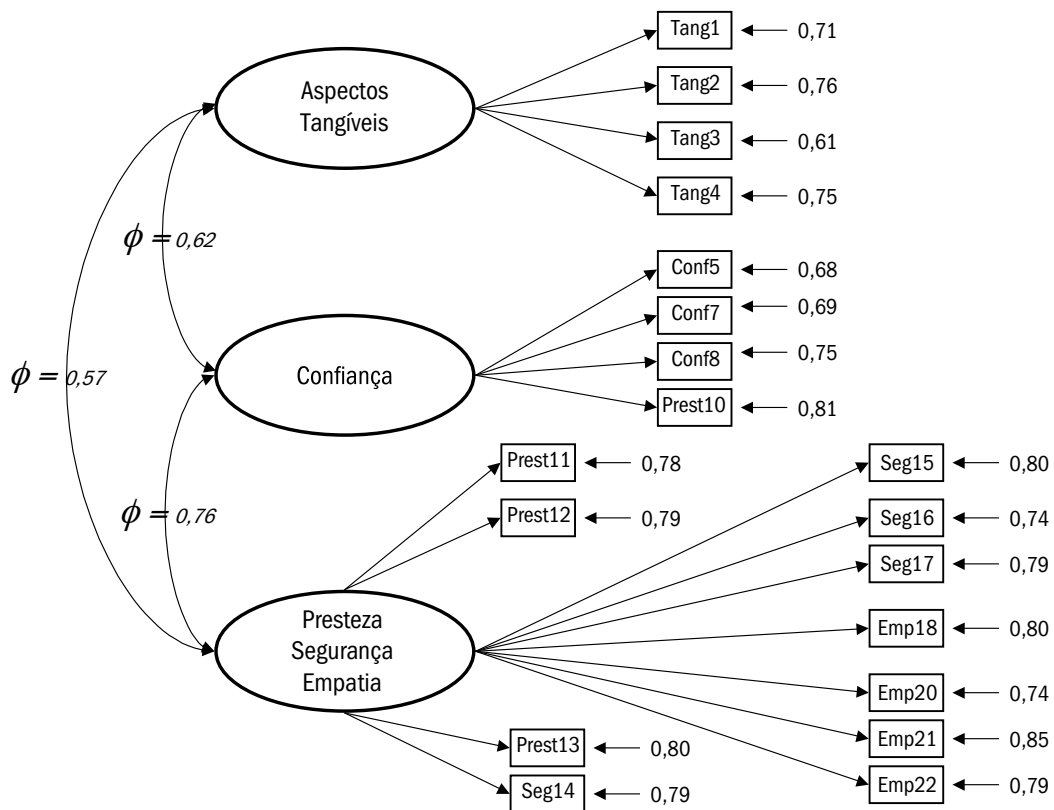 Aspectos
Tangíveis
Tang1
0,71
Tang2
0,76
Tang3
0,61
Tang4
0,75
ϕ = 0,62
Confiança
Conf5
0,68
Conf7
0,69
Conf8
0,75
Prest10
0,81
ϕ = 0,57
ϕ = 0,76
Presteza
Segurança
Empatia
Prest11
0,78
Prest12
0,79
Seg15
0,80
Seg16
0,74
Seg17
0,79
Emp18
0,80
Emp20
0,74
Emp21
0,85
Emp22
0,79
Prest13
0,80
Seg14
0,79